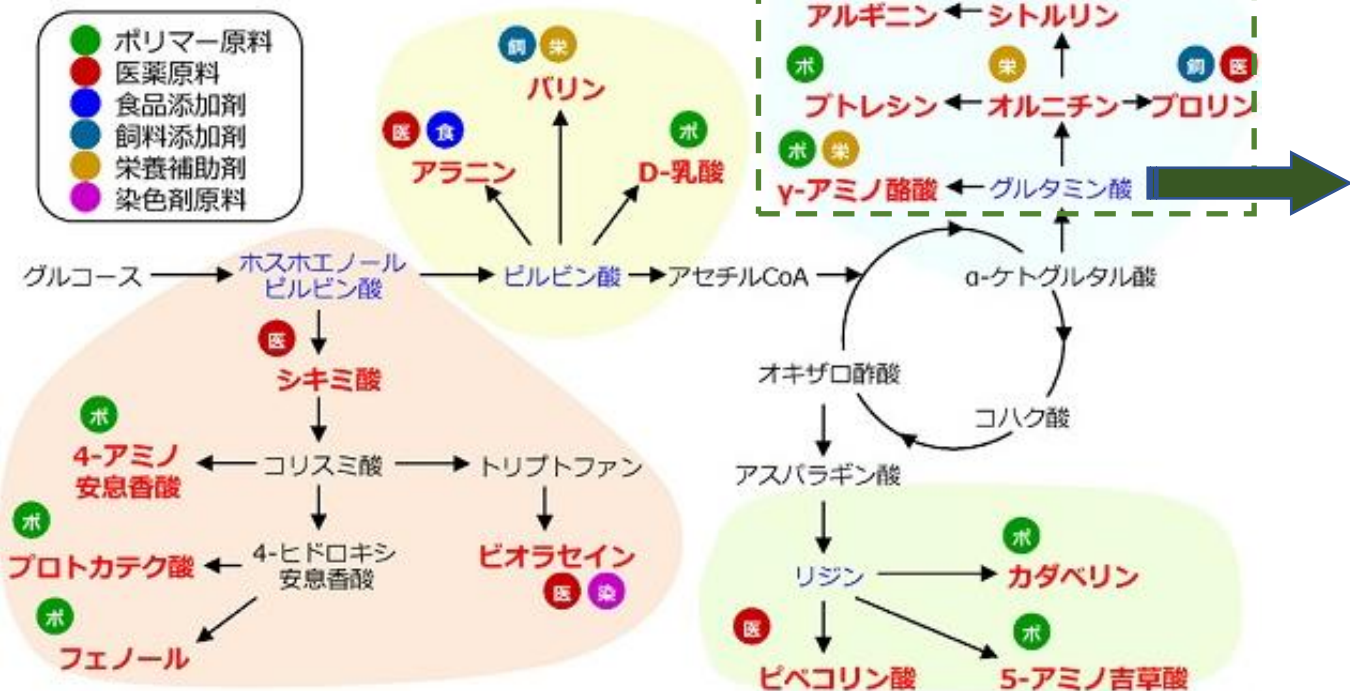 ポリマー原料
医薬原料
食品添加剤
飼料添加剤
栄養補助剤
染色剤原料
飼 栄
バリン
医 食
アラニン
ポ
D-乳酸
アルギニン
シトルリン
ポ
プトレシン
栄
オルニチン
飼 医
プロリン
ポ 栄
γ-アミノ酪酸
グルタミン酸
グルコース
ホスホエノール
ピルビン酸
ピルビン酸
アセチルCoA
α-ケトグルタル酸
オキザロ酢酸
コハク酸
医
シキミ酸
ポ
4-アミノ
安息香酸
コリスミ酸
トリプトファン
アスパラギン酸
ポ
プロトカテク酸
4-ヒドロキシ
安息香酸
ビオラセイン
医 染
ポ
フェノール
リジン
ポ
カダベリン
医
ピペコリン酸
ポ
5-アミノ吉草酸